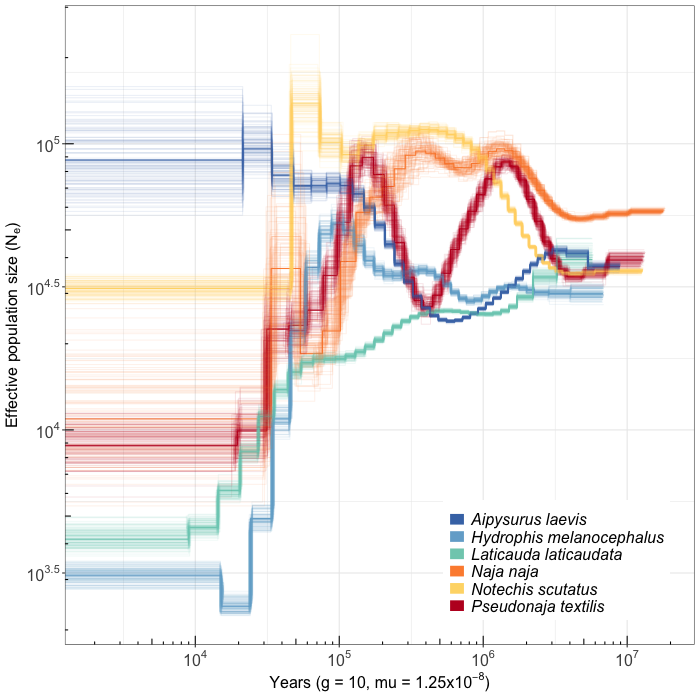 Effective population size (Nₑ)
10⁵
10⁴·⁵
10⁴
10³·⁵
10⁴
10⁵
10⁶
10⁷
Years (g = 10, mu = 1.25x10⁻⁸)
Aipysurus laevis
Hydrophis melanocephalus
Laticauda laticaudata
Naja naja
Notechis scutatus
Pseudonaja textilis